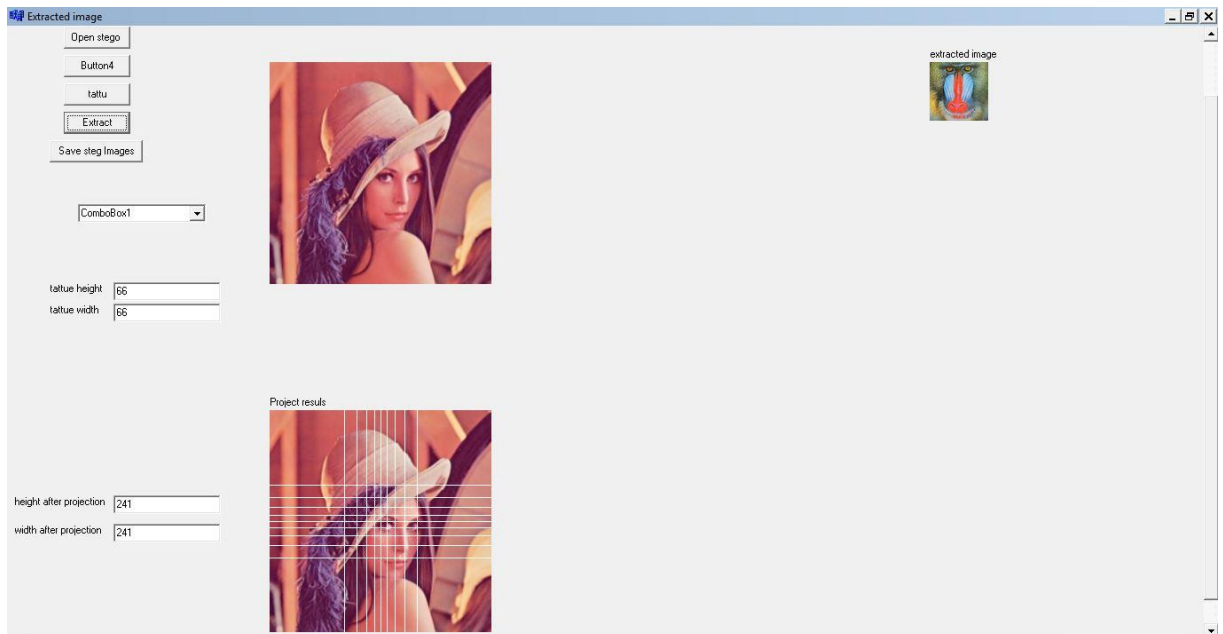 Extracted image
Open stego
Button4
tattu
Extract
Save steg Images
ComboBox1
tattue height 66
tattue width 66
extracted image
Project resuls
height after projection 241
width after projection 241